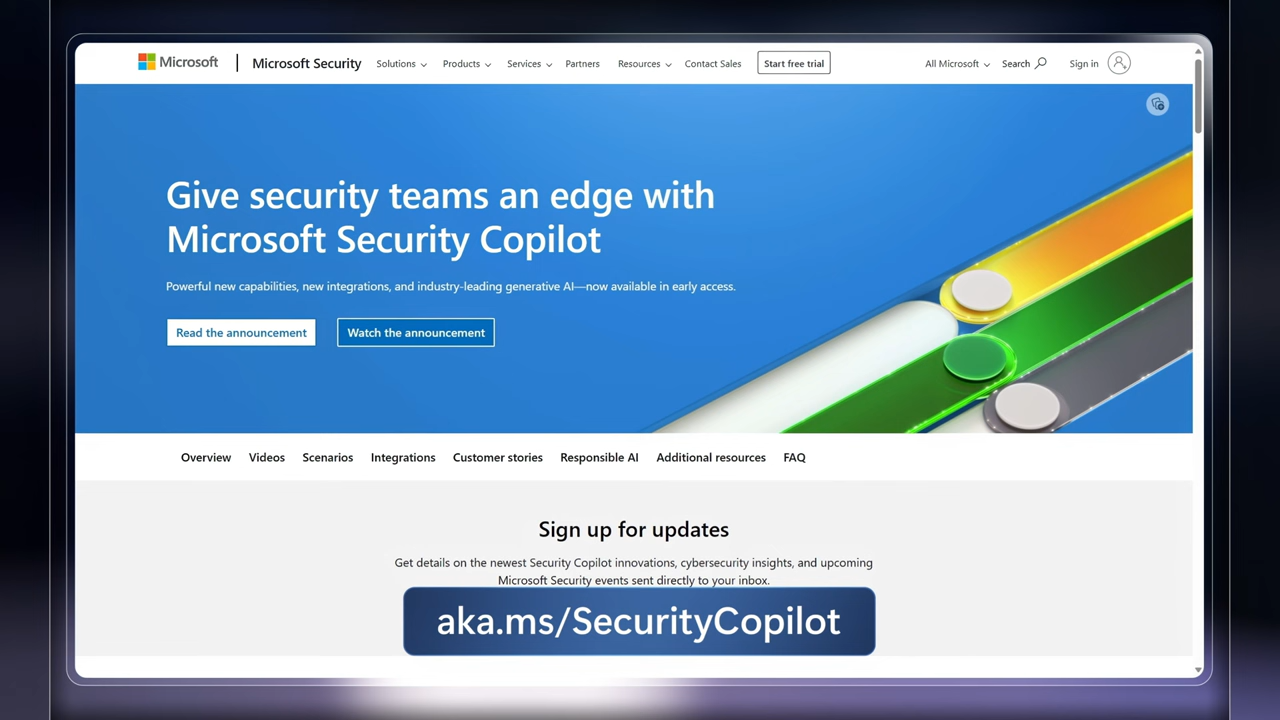 Microsoft
Microsoft Security
Solutions
Products
Services
Partners
Resources
Contact Sales
Start free trial
All Microsoft
Search
Sign in
Give security teams an edge with
Microsoft Security Copilot
Powerful new capabilities, new integrations, and industry-leading generative AI—now available in early access.
Read the announcement
Watch the announcement
Overview
Videos
Scenarios
Integrations
Customer stories
Responsible AI
Additional resources
FAQ
Sign up for updates
Get details on the newest Security Copilot innovations, cybersecurity insights, and upcoming
Microsoft Security events sent directly to your inbox.
aka.ms/SecurityCopilot